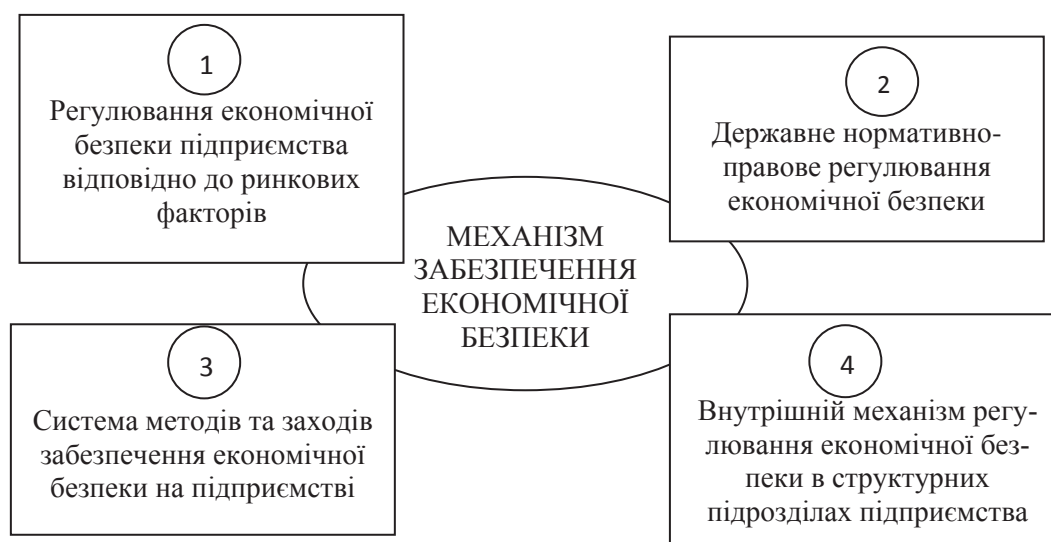 1
Регулювання економічної
безпеки підприємства
відповідно до ринкових
факторів
2
Державне нормативно-
правове регулювання
економічної безпеки
МЕХАНІЗМ
ЗАБЕЗПЕЧЕННЯ
ЕКОНОМІЧНОЇ
БЕЗПЕКИ
3
Система методів та заходів
забезпечення економічної
безпеки на підприємстві
4
Внутрішній механізм регу-
лювання економічної без-
пеки в структурних
підрозділах підприємства